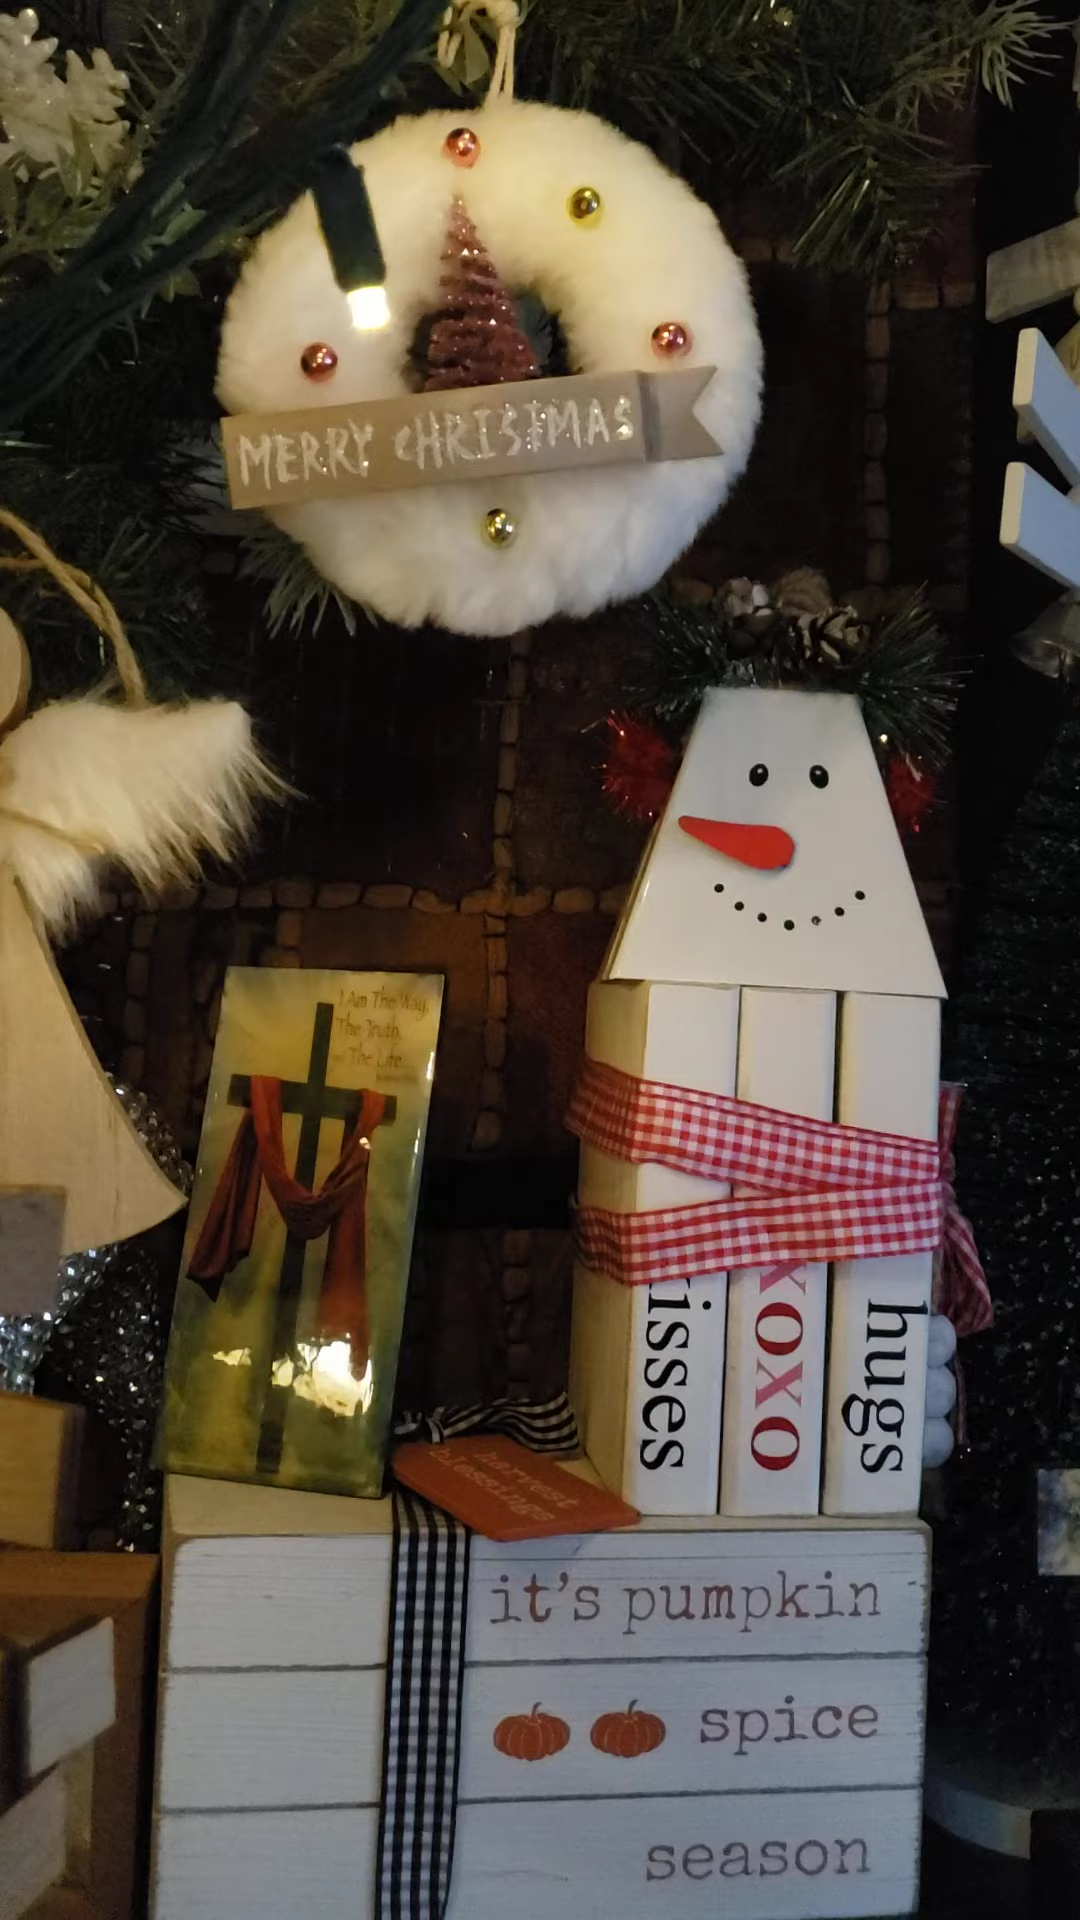 MERRY CHRISTMAS
I Am The Way,
The Truth,
The Life...
isses
XOXO
hugs
harvest
blessings
it's pumpkin
spice
season